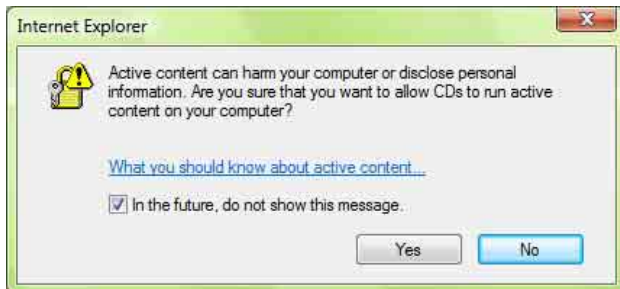 Internet Explorer
Active content can harm your computer or disclose personal
information. Are you sure that you want to allow CDs to run active
content on your computer?
What you should know about active content...
In the future, do not show this message.
Yes No